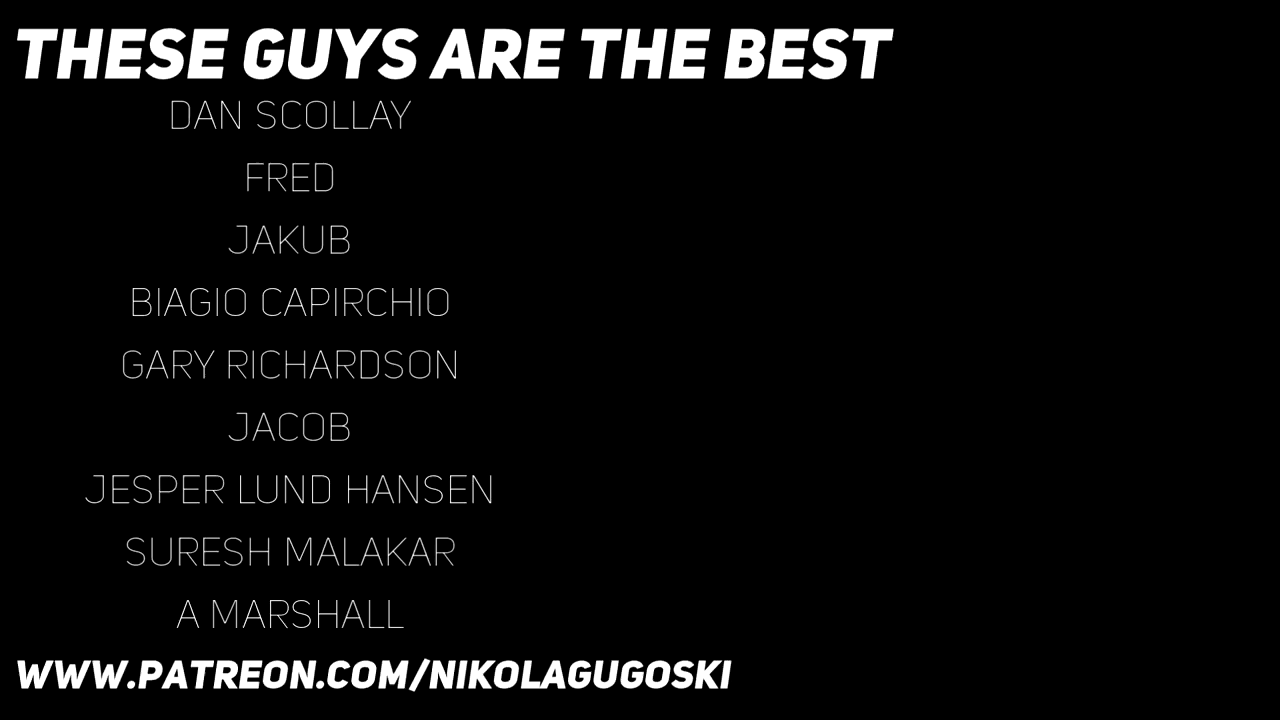 THESE GUYS ARE THE BEST
DAN SCOLLAY
FRED
JAKUB
BIAGIO CAPIRCHIO
GARY RICHARDSON
JACOB
JESPER LUND HANSEN
SURESH MALAKAR
A MARSHALL
WWW.PATREON.COM/NIKOLAGUGOSKI